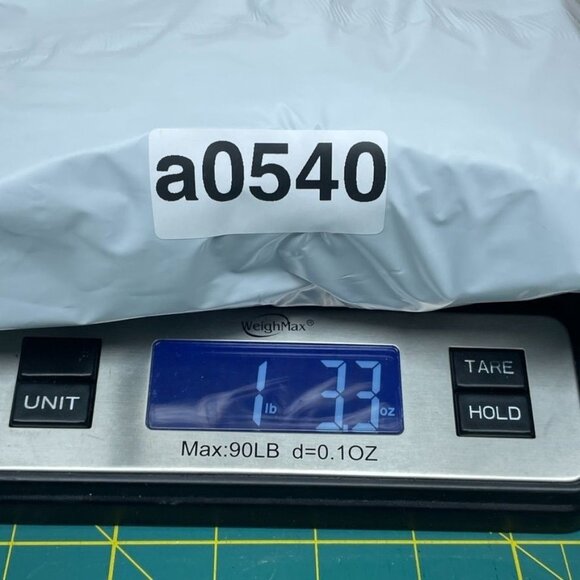 a0540
WeighMax®
UNIT
1 lb 3.3 oz
TARE
HOLD
Max:90LB d=0.1OZ